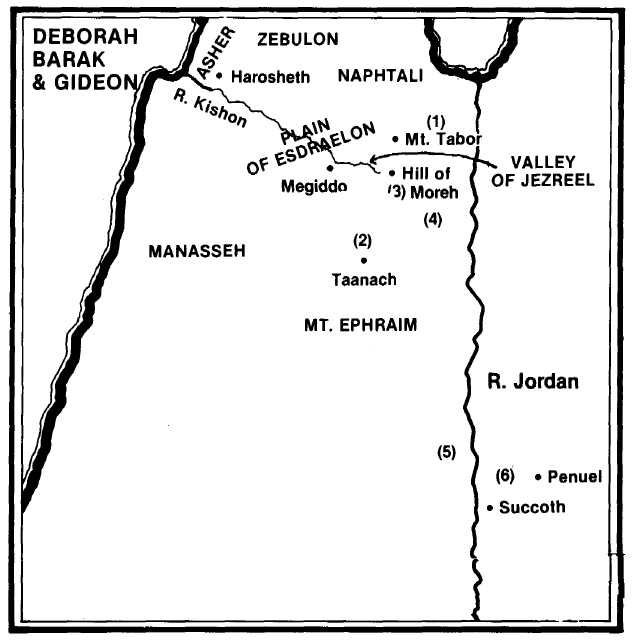 DEBORAH
BARAK
& GIDEON
ASHER
ZEBULON
Harosheth
NAPHTALI
R. Kishon
PLAIN
OF ESDRAELON
(1)
Mt. Tabor
VALLEY
OF JEZREEL
Megiddo
Hill of
(3) Moreh
(4)
MANASSEH
(2)
Taanach
MT. EPHRAIM
R. Jordan
(5)
(6)
Penuel
Succoth